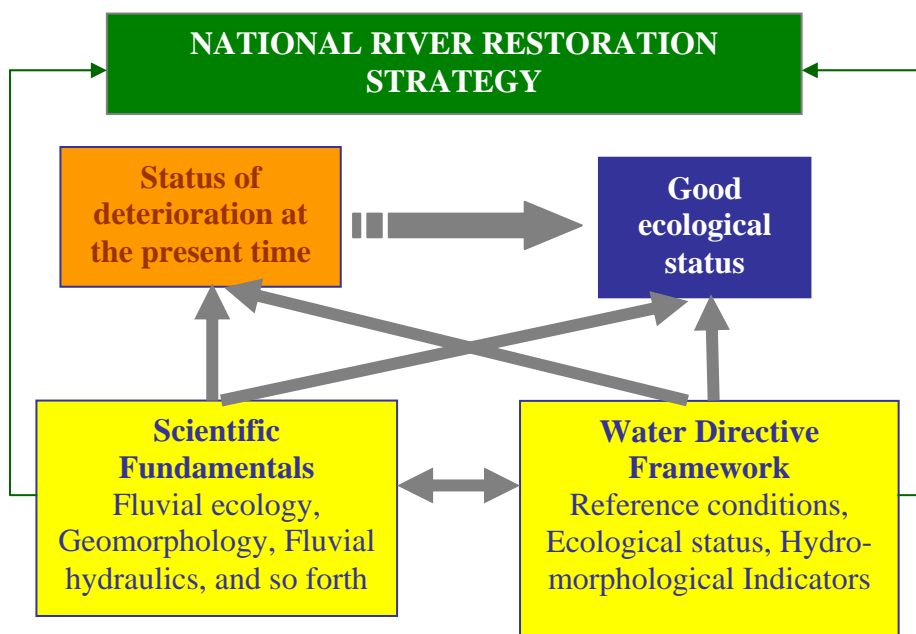 NATIONAL RIVER RESTORATION
STRATEGY
Status of
deterioration at
the present time
Good
ecological
status
Scientific
Fundamentals
Fluvial ecology,
Geomorphology, Fluvial
hydraulics, and so forth
Water Directive
Framework
Reference conditions,
Ecological status, Hydro-
morphological Indicators